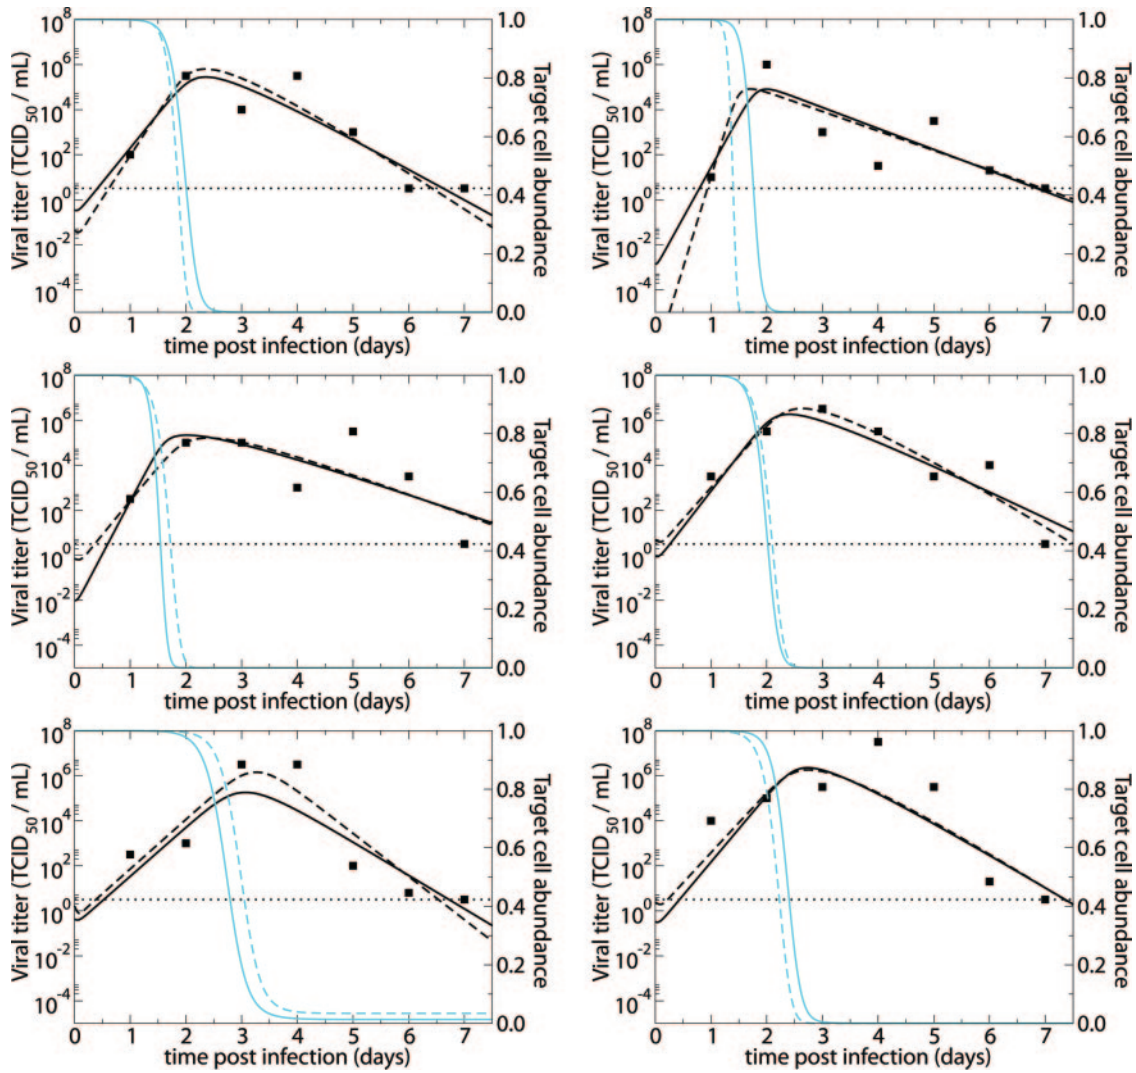 10^8 10^6 10^4 10^2 10^0 10^-2 10^-4
Viral titer (TCID_50 / mL)
1.0 0.8 0.6 0.4 0.2 0.0
Target cell abundance
0 1 2 3 4 5 6 7
time post infection (days)
10^8 10^6 10^4 10^2 10^0 10^-2 10^-4
Viral titer (TCID_50 / mL)
1.0 0.8 0.6 0.4 0.2 0.0
Target cell abundance
0 1 2 3 4 5 6 7
time post infection (days)
10^8 10^6 10^4 10^2 10^0 10^-2 10^-4
Viral titer (TCID_50 / mL)
1.0 0.8 0.6 0.4 0.2 0.0
Target cell abundance
0 1 2 3 4 5 6 7
time post infection (days)
10^8 10^6 10^4 10^2 10^0 10^-2 10^-4
Viral titer (TCID_50 / mL)
1.0 0.8 0.6 0.4 0.2 0.0
Target cell abundance
0 1 2 3 4 5 6 7
time post infection (days)
10^8 10^6 10^4 10^2 10^0 10^-2 10^-4
Viral titer (TCID_50 / mL)
1.0 0.8 0.6 0.4 0.2 0.0
Target cell abundance
0 1 2 3 4 5 6 7
time post infection (days)
10^8 10^6 10^4 10^2 10^0 10^-2 10^-4
Viral titer (TCID_50 / mL)
1.0 0.8 0.6 0.4 0.2 0.0
Target cell abundance
0 1 2 3 4 5 6 7
time post infection (days)